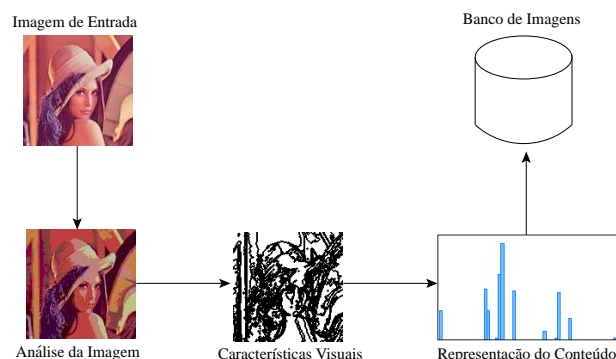 Imagem de Entrada
Banco de Imagens
Análise da Imagem
Características Visuais
Representação do Conteúdo